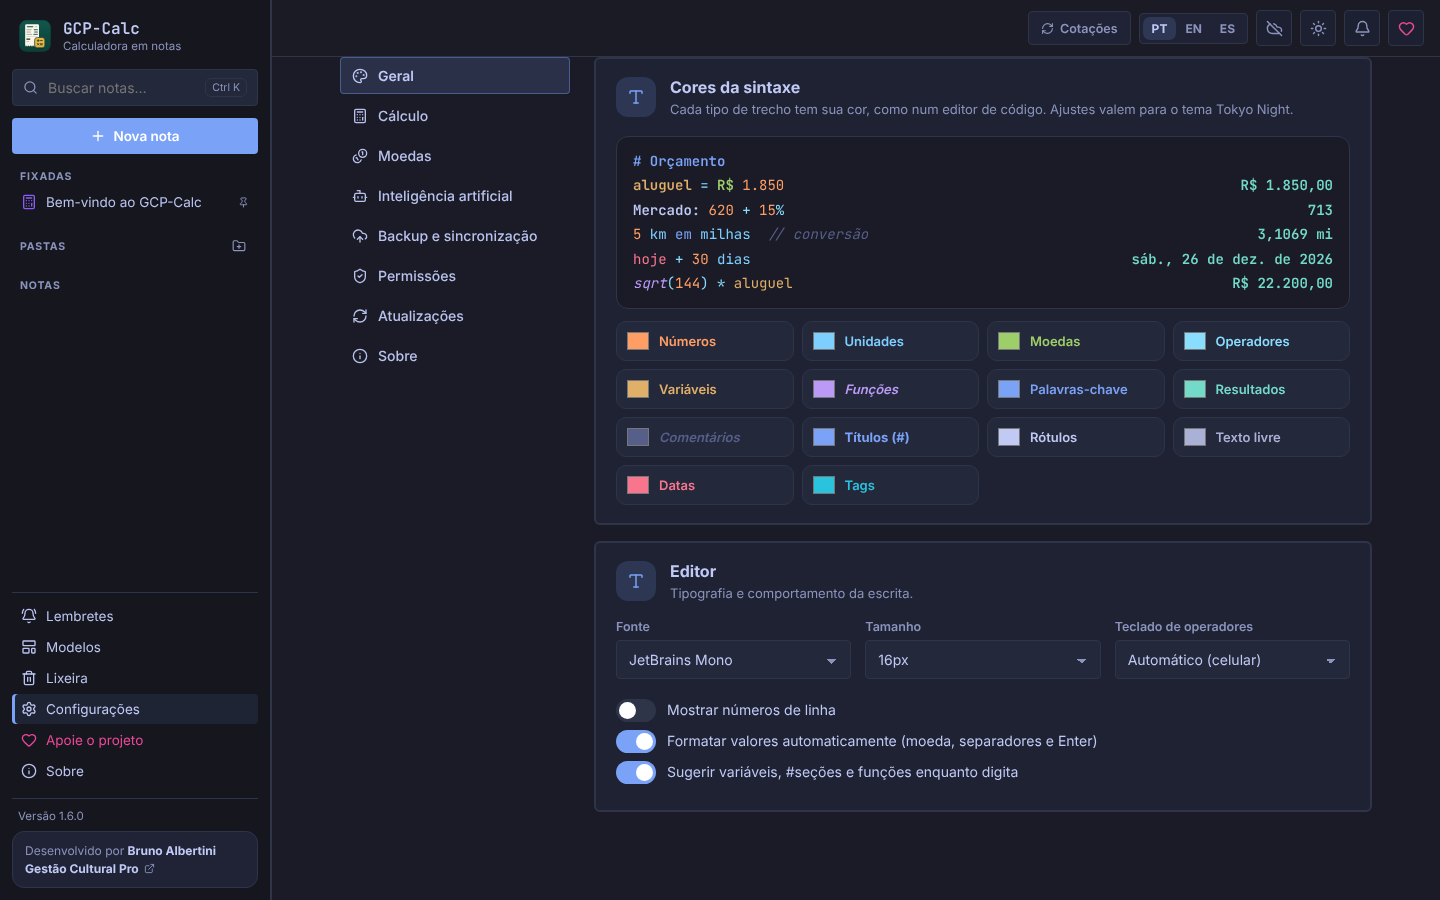 GCP-Calc
Calculadora em notas
Buscar notas...
Ctrl K
Nova nota
FIXADAS
Bem-vindo ao GCP-Calc
PASTAS
NOTAS
Lembretes
Modelos
Lixeira
Configurações
Apoie o projeto
Sobre
Versão 1.6.0
Desenvolvido por Bruno Albertini
Gestão Cultural Pro
Cotações
PT EN ES
Geral
Cálculo
Moedas
Inteligência artificial
Backup e sincronização
Permissões
Atualizações
Sobre
Cores da sintaxe
Cada tipo de trecho tem sua cor, como num editor de código. Ajustes valem para o tema Tokyo Night.
# Orçamento
aluguel = R$ 1.850 R$ 1.850,00
Mercado: 620 + 15% 713
5 km em milhas // conversão 3,1069 mi
hoje + 30 dias sáb., 26 de dez. de 2026
sqrt(144) * aluguel R$ 22.200,00
Números Unidades Moedas Operadores
Variáveis Funções Palavras-chave Resultados
Comentários Títulos (#) Rótulos Texto livre
Datas Tags
Editor
Tipografia e comportamento da escrita.
Fonte Tamanho Teclado de operadores
JetBrains Mono 16px Automático (celular)
Mostrar números de linha
Formatar valores automaticamente (moeda, separadores e Enter)
Sugerir variáveis, #seções e funções enquanto digita